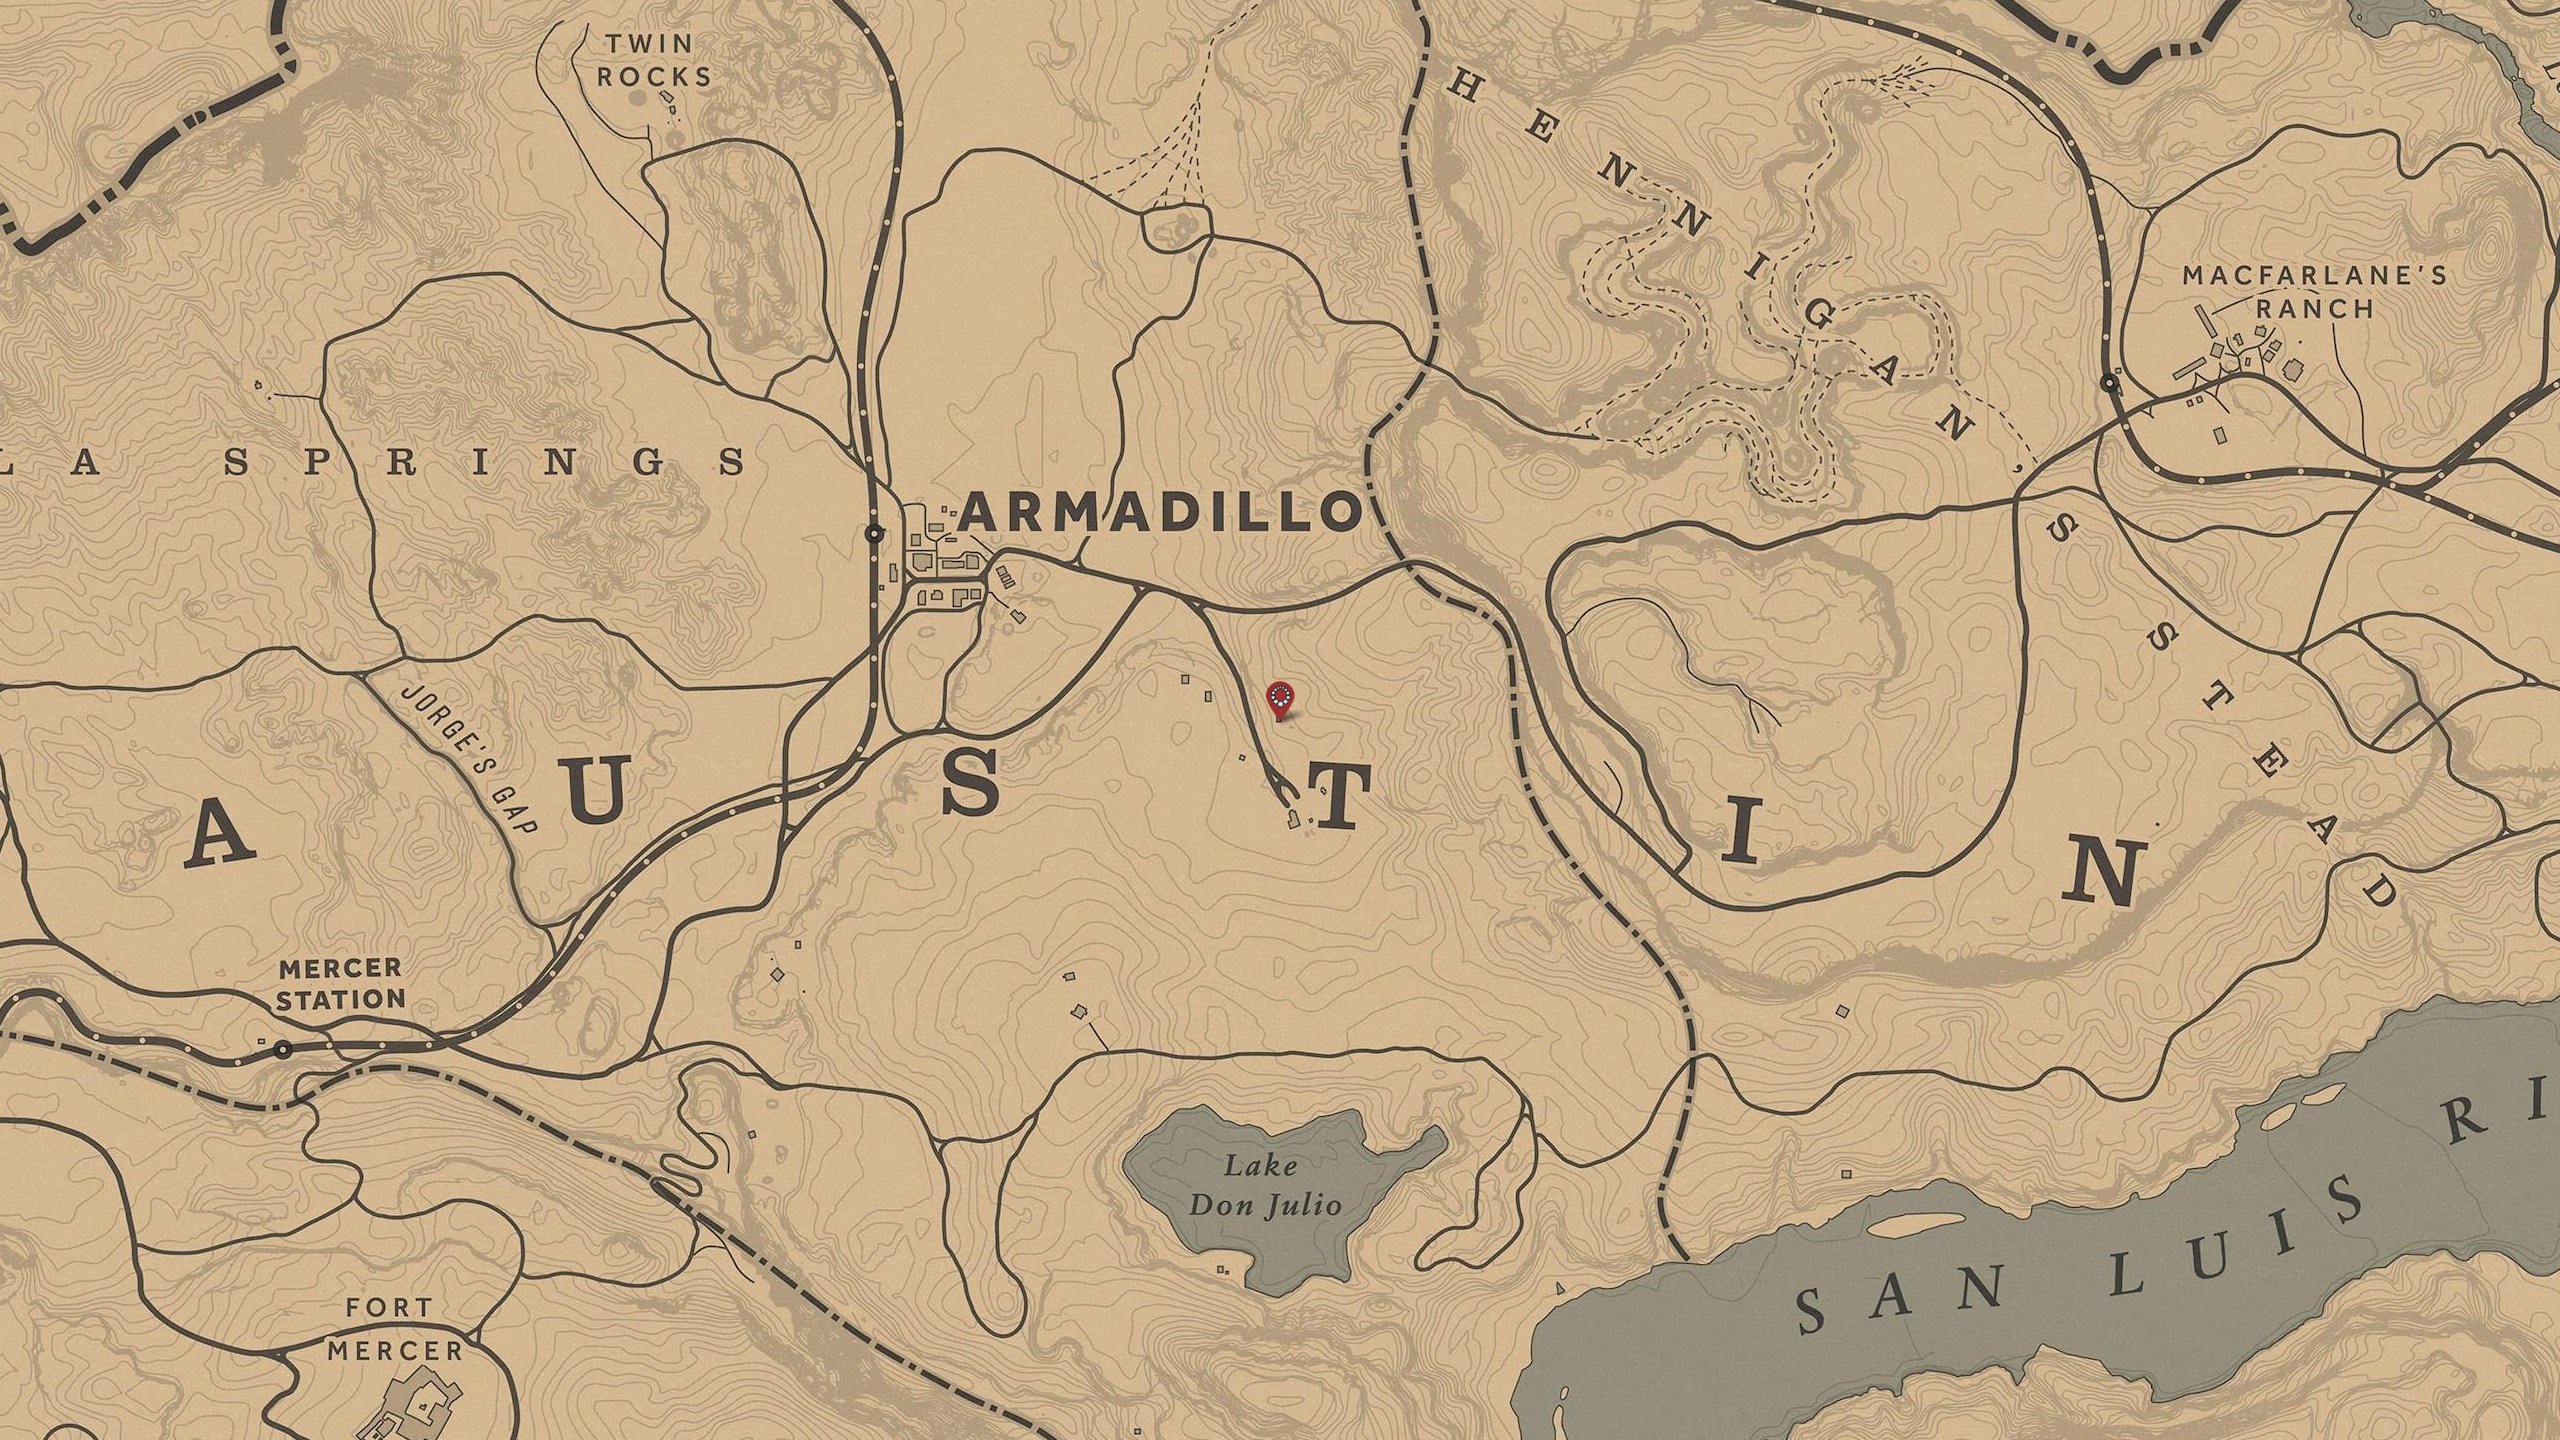 TWIN
ROCKS
HENNIGAN'S STEAD
MACFARLANE'S
RANCH
LA SPRINGS
ARMADILLO
JORGE'S GAP
AUSTIN
MERCER
STATION
Lake
Don Julio
SAN LUIS RI
FORT
MERCER